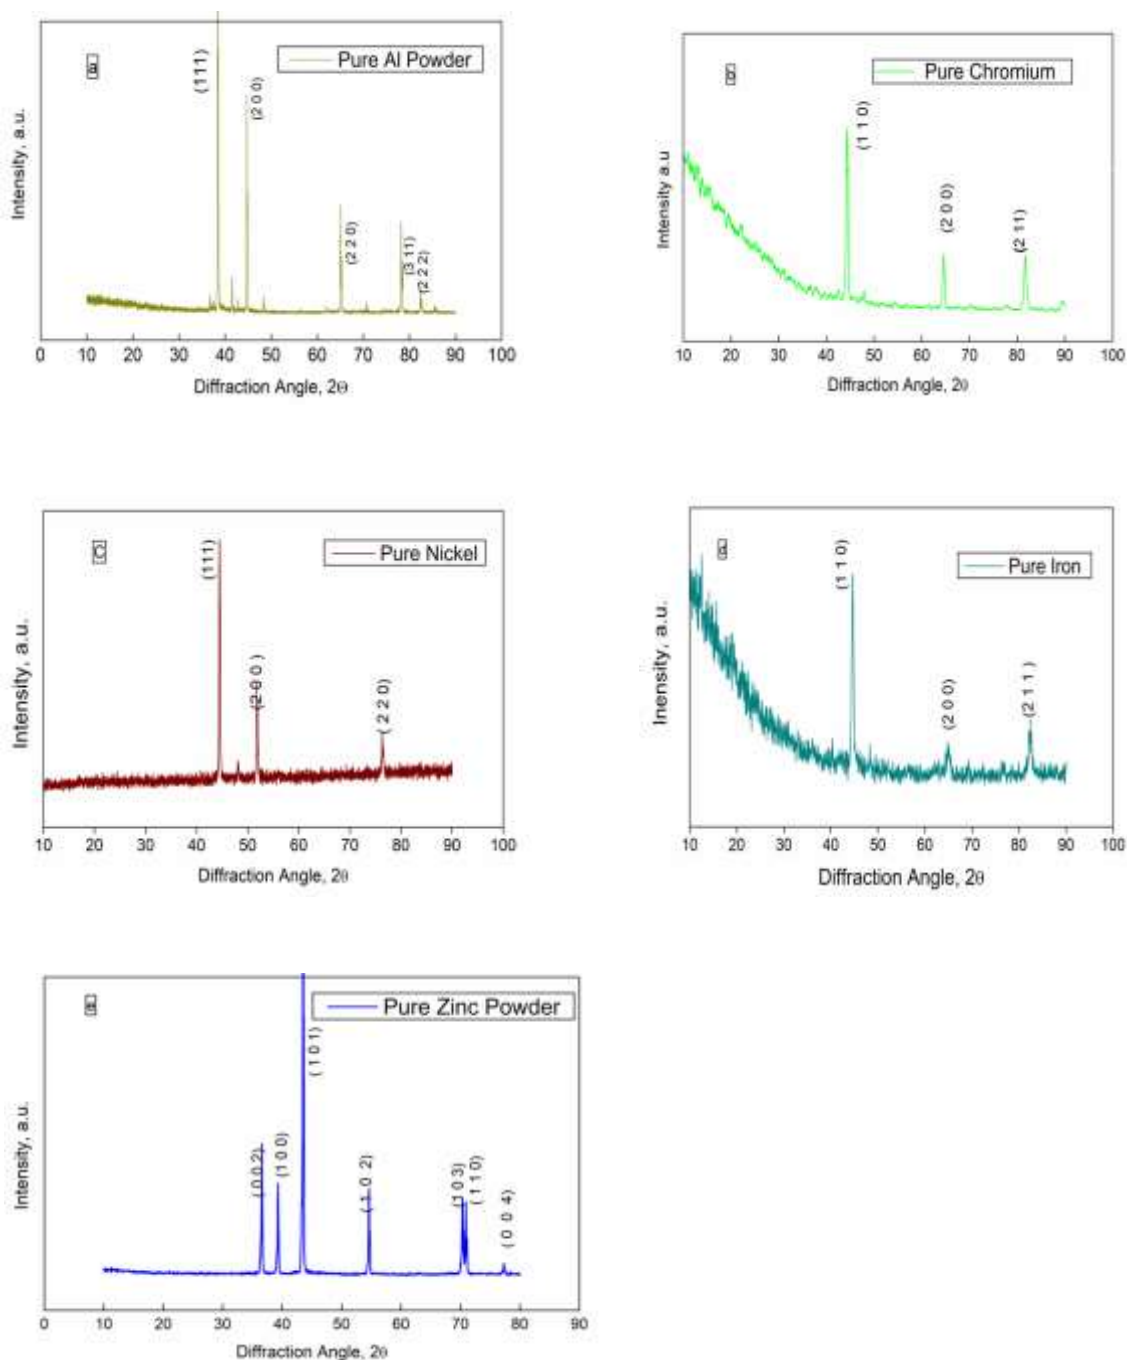 a
Pure Al Powder
(111)
(2 0 0)
(2 2 0)
(3 11)
(2 2 2)
Intensity, a.u.
0 10 20 30 40 50 60 70 80 90 100
Diffraction Angle, 2Θ
b
Pure Chromium
(1 1 0)
(2 0 0)
(2 11)
Intensity a.u
10 20 30 40 50 60 70 80 90 100
Diffraction Angle, 2θ
C
Pure Nickel
(111)
(2 0 0 )
( 2 2 0)
Intensity, a.u.
10 20 30 40 50 60 70 80 90 100
Diffraction Angle, 2θ
d
Pure Iron
(1 1 0)
(2 0 0)
(2 1 1 )
Inensity, a.u.
10 20 30 40 50 60 70 80 90 100
Diffraction Angle, 2θ
Pure Zinc Powder
( 0 0 2)
( 1 0 0)
( 1 0 1)
( 1 0 2)
(1 0 3)
( 1 1 0)
( 0 0 4)
Intensity, a.u.
0 10 20 30 40 50 60 70 80 90
Diffraction Angle, 2θ